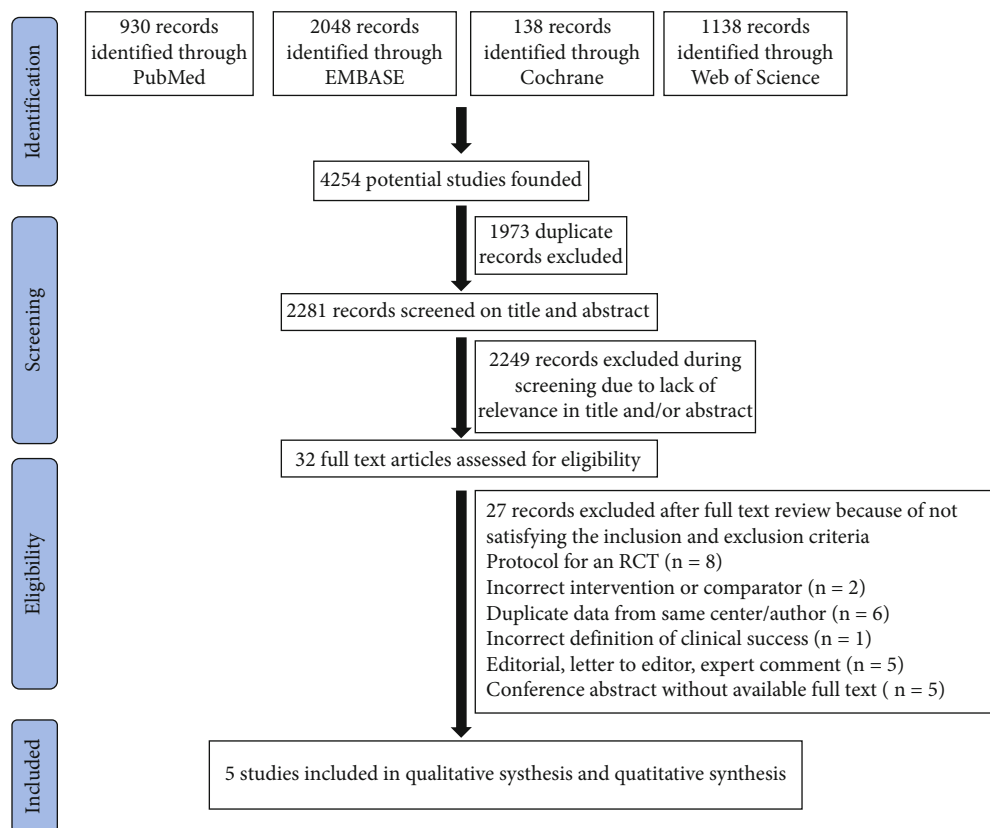 Identification
930 records
identified through
PubMed
2048 records
identified through
EMBASE
138 records
identified through
Cochrane
1138 records
identified through
Web of Science
4254 potential studies founded
Screening
1973 duplicate
records excluded
2281 records screened on title and abstract
2249 records excluded during
screening due to lack of
relevance in title and/or abstract
32 full text articles assessed for eligibility
Eligibility
27 records excluded after full text review because of not
satisfying the inclusion and exclusion criteria
Protocol for an RCT (n = 8)
Incorrect intervention or comparator (n = 2)
Duplicate data from same center/author (n = 6)
Incorrect definition of clinical success (n = 1)
Editorial, letter to editor, expert comment (n = 5)
Conference abstract without available full text ( n = 5)
Included
5 studies included in qualitative systhesis and quatitative synthesis